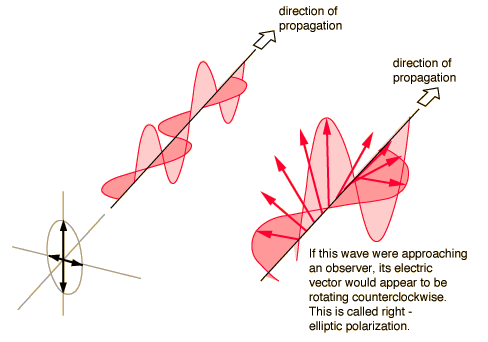 direction of
propagation
direction of
propagation
If this wave were approaching
an observer, its electric
vector would appear to be
rotating counterclockwise.
This is called right -
elliptic polarization.